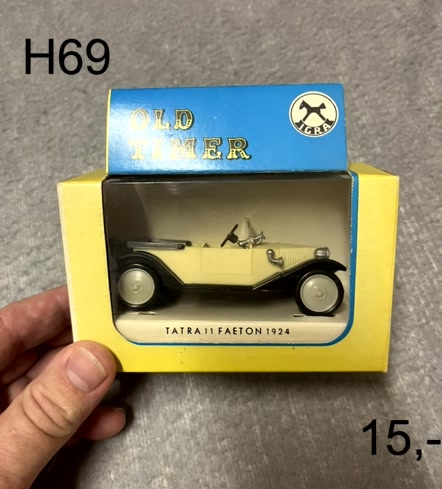 H69
OLD
TIMER
IGRA
TATRA 11 FAETON 1924
15,-